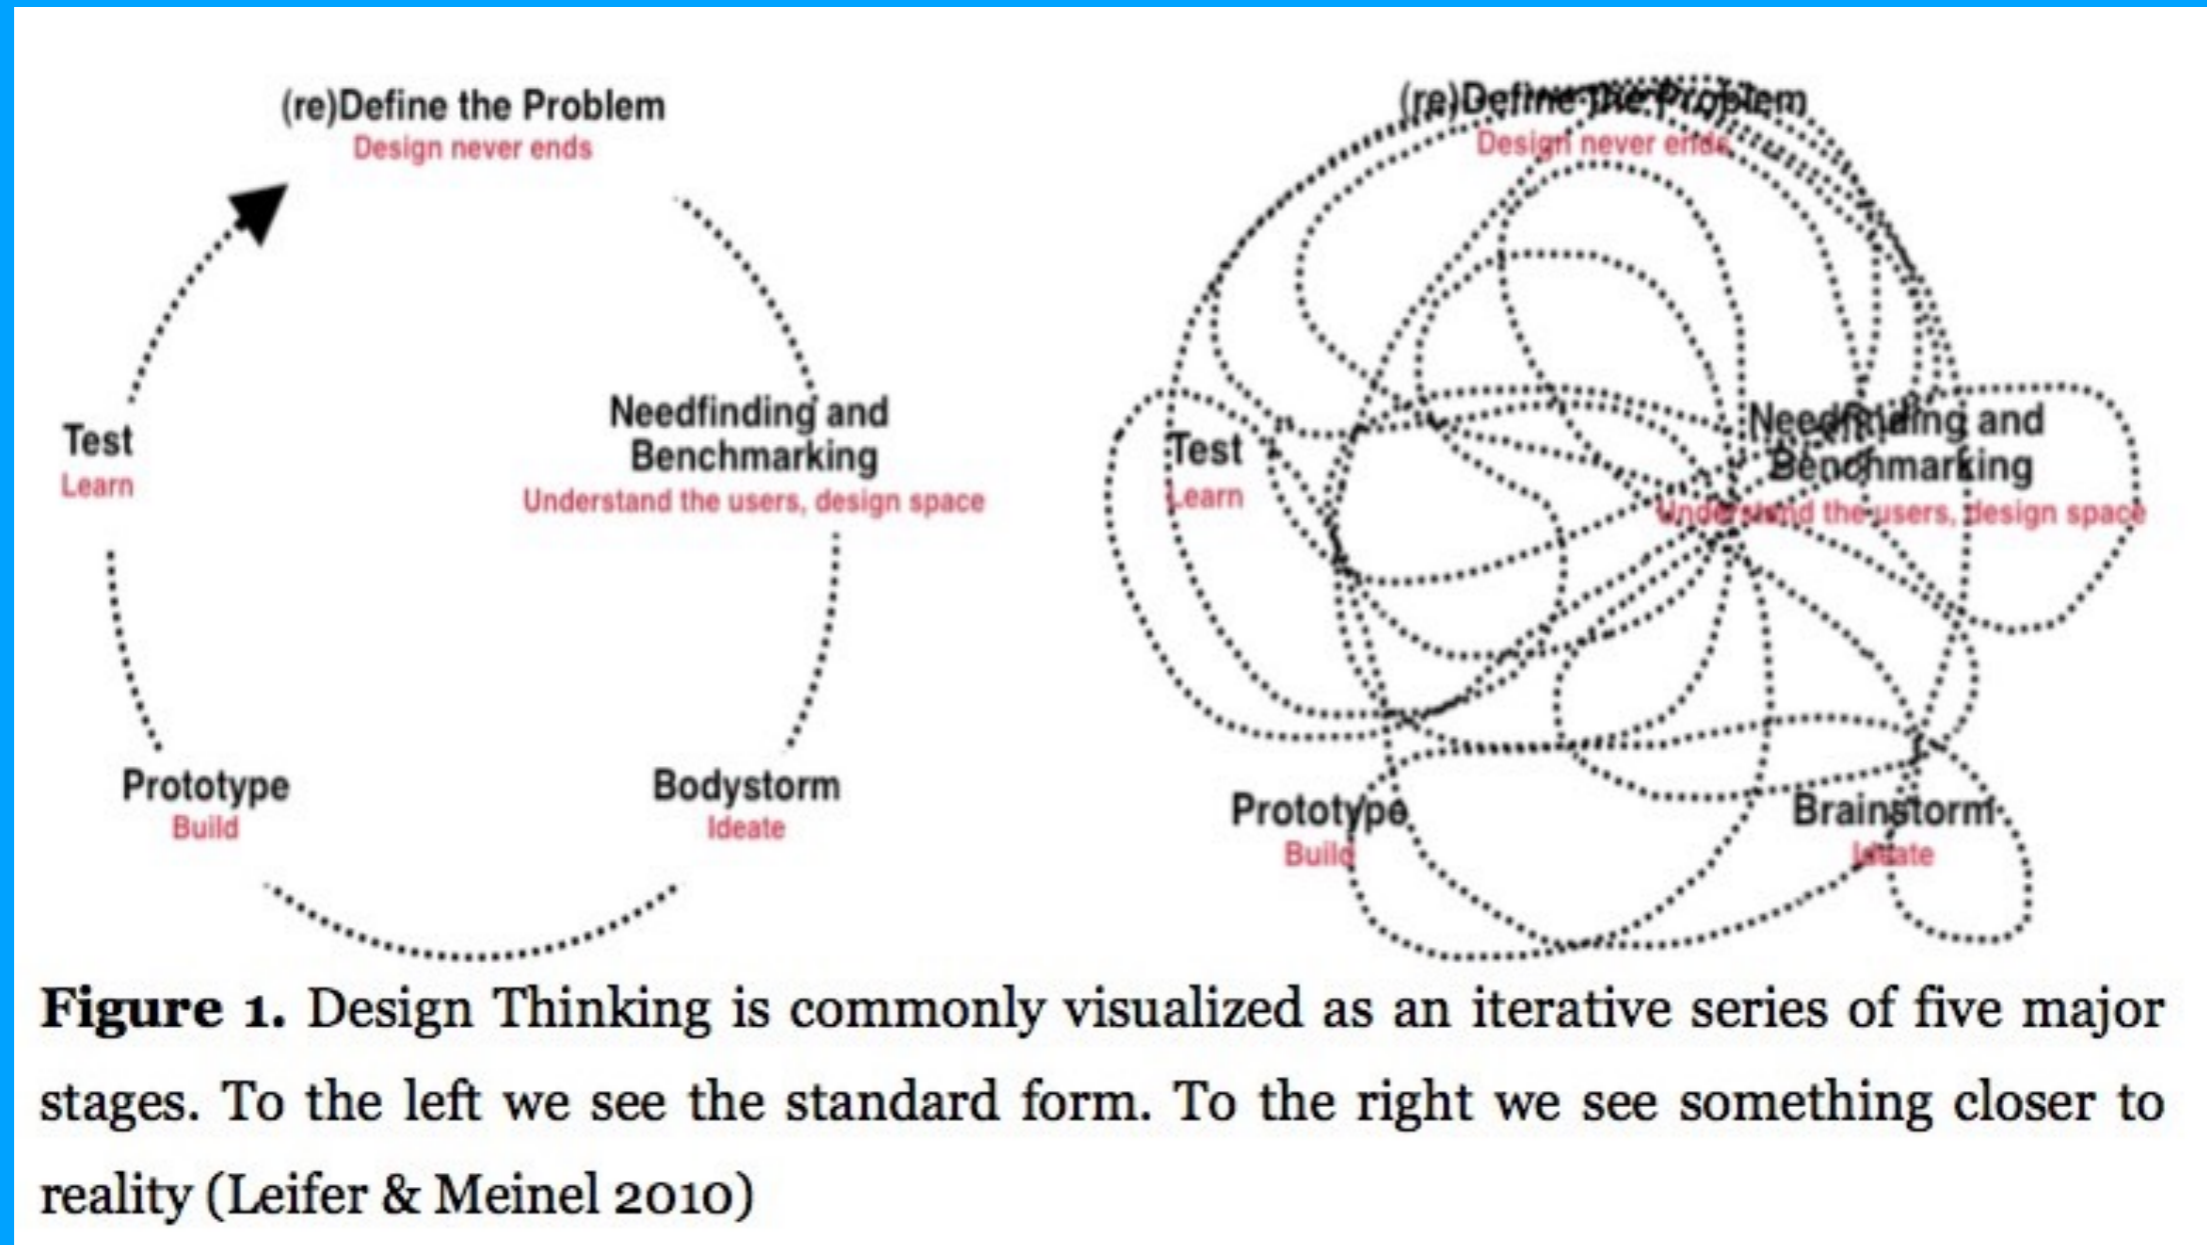 (re)Define the Problem
Design never ends
Needfinding and
Benchmarking
Understand the users, design space
Bodystorm
Ideate
Prototype
Build
Test
Learn
(re)Define the Problem
Design never ends
Needfinding and
Benchmarking
Understand the users, design space
Brainstorm
Ideate
Prototype
Build
Test
Learn
Figure 1. Design Thinking is commonly visualized as an iterative series of five major
stages. To the left we see the standard form. To the right we see something closer to
reality (Leifer & Meinel 2010)